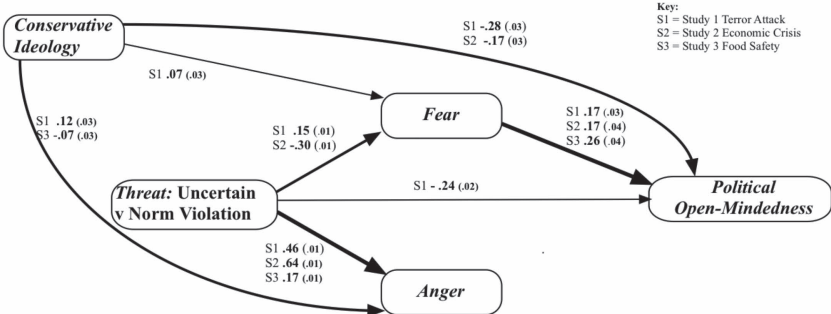 Key:
S1 = Study 1 Terror Attack
S2 = Study 2 Economic Crisis
S3 = Study 3 Food Safety
Conservative
Ideology
S1 -.28 (.03)
S2 -.17 (03)
S1 .07 (.03)
Fear
S1 .12 (.03)
S3 -.07 (.03)
S1 .15 (.01)
S2 -.30 (.01)
S1 .17 (.03)
S2 .17 (.04)
S3 .26 (.04)
Threat: Uncertain
v Norm Violation
S1 - .24 (.02)
Political
Open-Mindedness
S1 .46 (.01)
S2 .64 (.01)
S3 .17 (.01)
Anger